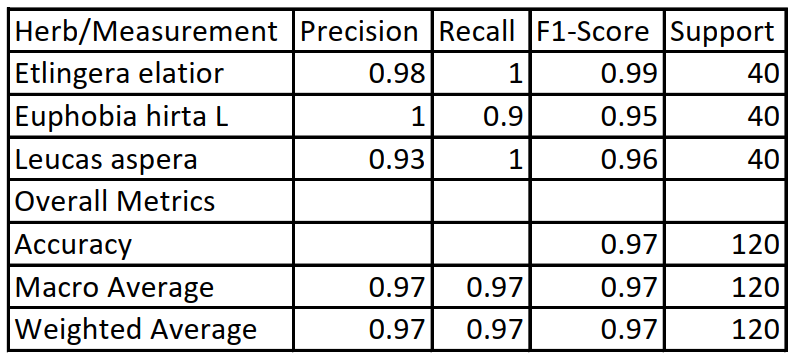 Herb/Measurement Precision Recall F1-Score Support
Etlingera elatior 0.98 1 0.99 40
Euphobia hirta L 1 0.9 0.95 40
Leucas aspera 0.93 1 0.96 40
Overall Metrics
Accuracy 0.97 120
Macro Average 0.97 0.97 0.97 120
Weighted Average 0.97 0.97 0.97 120